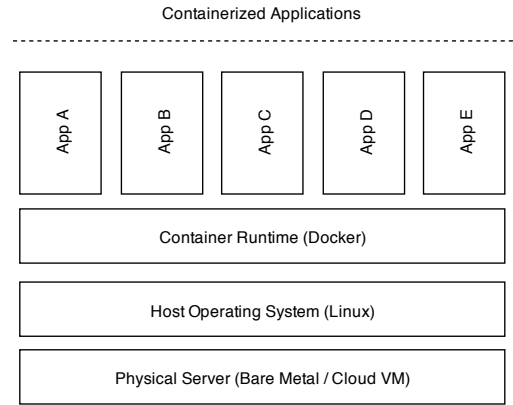 Containerized Applications
App A
App B
App C
App D
App E
Container Runtime (Docker)
Host Operating System (Linux)
Physical Server (Bare Metal / Cloud VM)